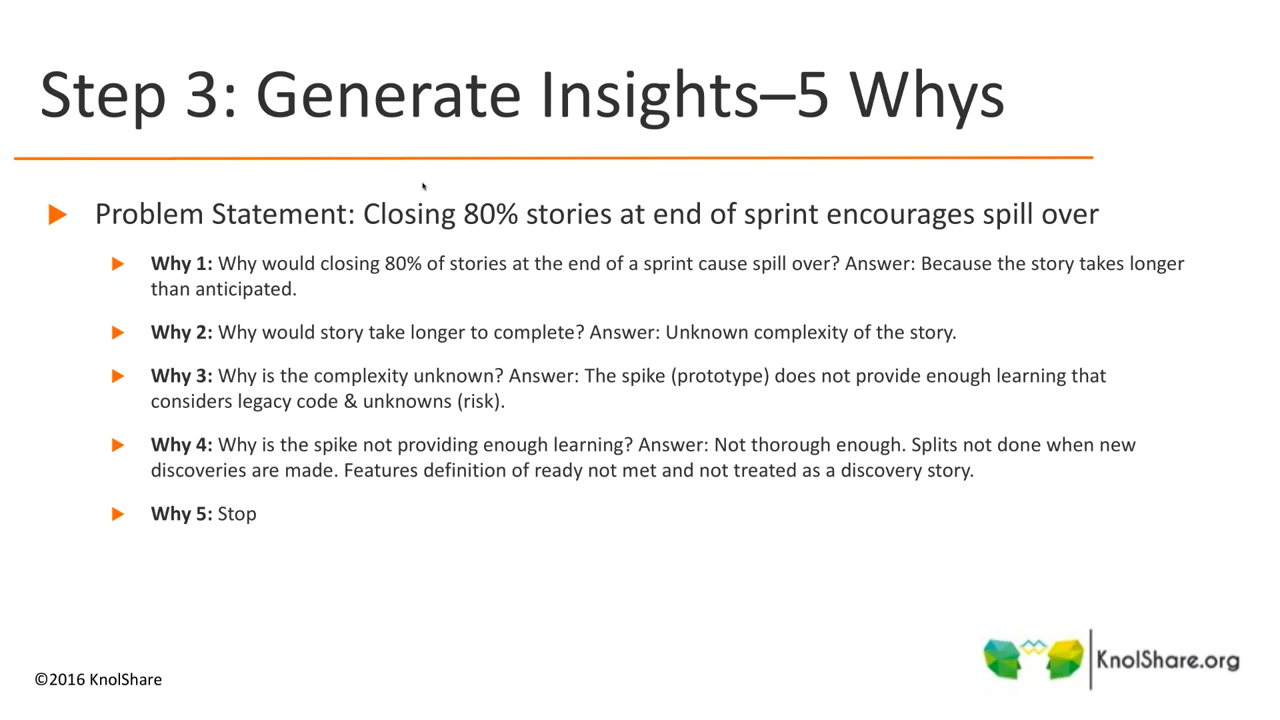 Step 3: Generate Insights–5 Whys
Problem Statement: Closing 80% stories at end of sprint encourages spill over
Why 1: Why would closing 80% of stories at the end of a sprint cause spill over? Answer: Because the story takes longer
than anticipated.
Why 2: Why would story take longer to complete? Answer: Unknown complexity of the story.
Why 3: Why is the complexity unknown? Answer: The spike (prototype) does not provide enough learning that
considers legacy code & unknowns (risk).
Why 4: Why is the spike not providing enough learning? Answer: Not thorough enough. Splits not done when new
discoveries are made. Features definition of ready not met and not treated as a discovery story.
Why 5: Stop
©2016 KnolShare
KnolShare.org